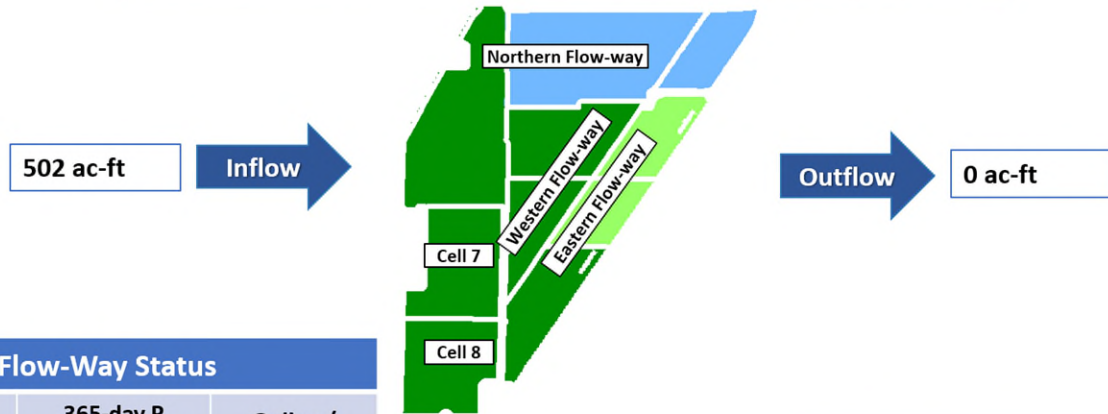 Northern Flow-way
502 ac-ft
Inflow
Western Flow-way
Eastern Flow-way
Outflow
0 ac-ft
Cell 7
Cell 8
Flow-Way Status
365-day P